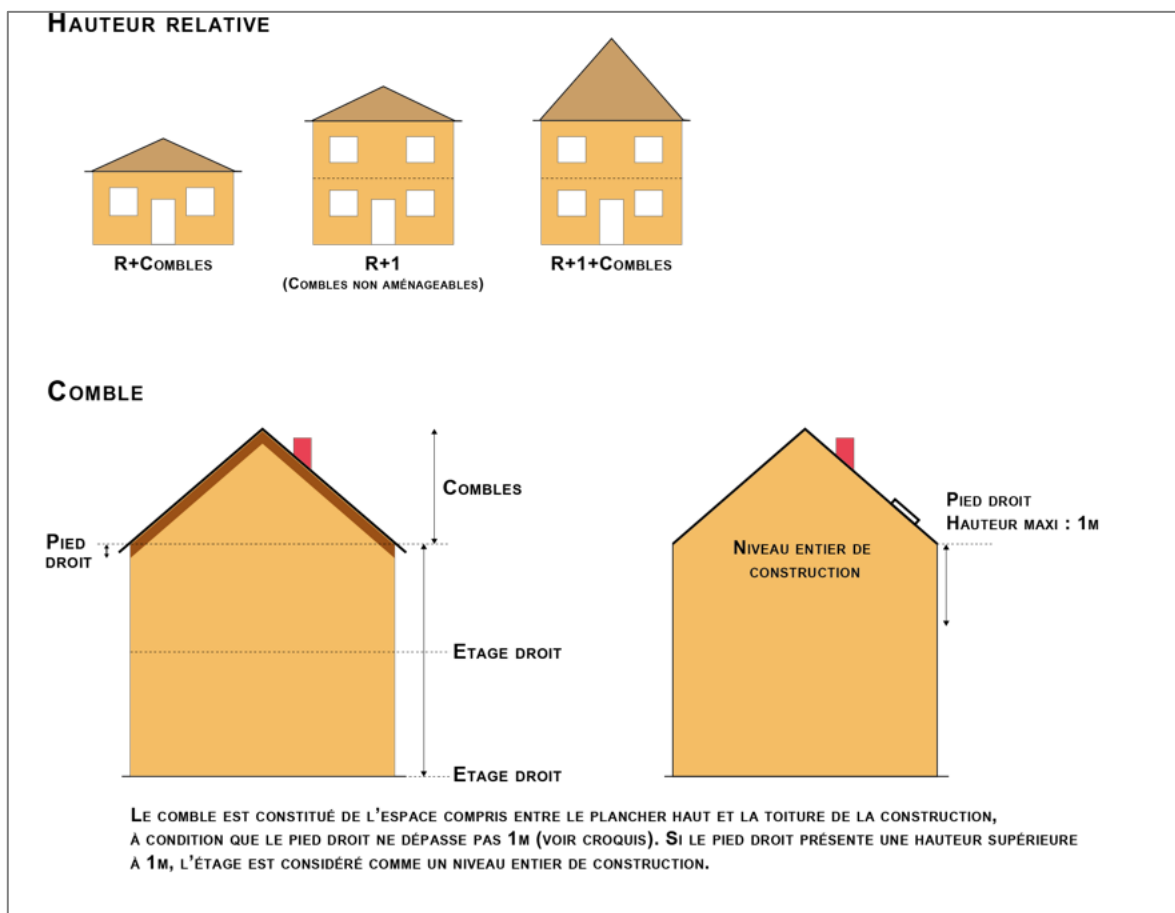 HAUTEUR RELATIVE
R+COMBLES
R+1
(COMBLES NON AMÉNAGEABLES)
R+1+COMBLES
COMBLE
COMBLES
PIED
DROIT
ETAGE DROIT
ETAGE DROIT
PIED DROIT
HAUTEUR MAXI : 1M
NIVEAU ENTIER DE
CONSTRUCTION
LE COMBLE EST CONSTITUÉ DE L'ESPACE COMPRIS ENTRE LE PLANCHER HAUT ET LA TOITURE DE LA CONSTRUCTION,
À CONDITION QUE LE PIED DROIT NE DÉPASSE PAS 1M (VOIR CROQUIS). SI LE PIED DROIT PRÉSENTE UNE HAUTEUR SUPÉRIEURE
À 1M, L'ÉTAGE EST CONSIDÉRÉ COMME UN NIVEAU ENTIER DE CONSTRUCTION.